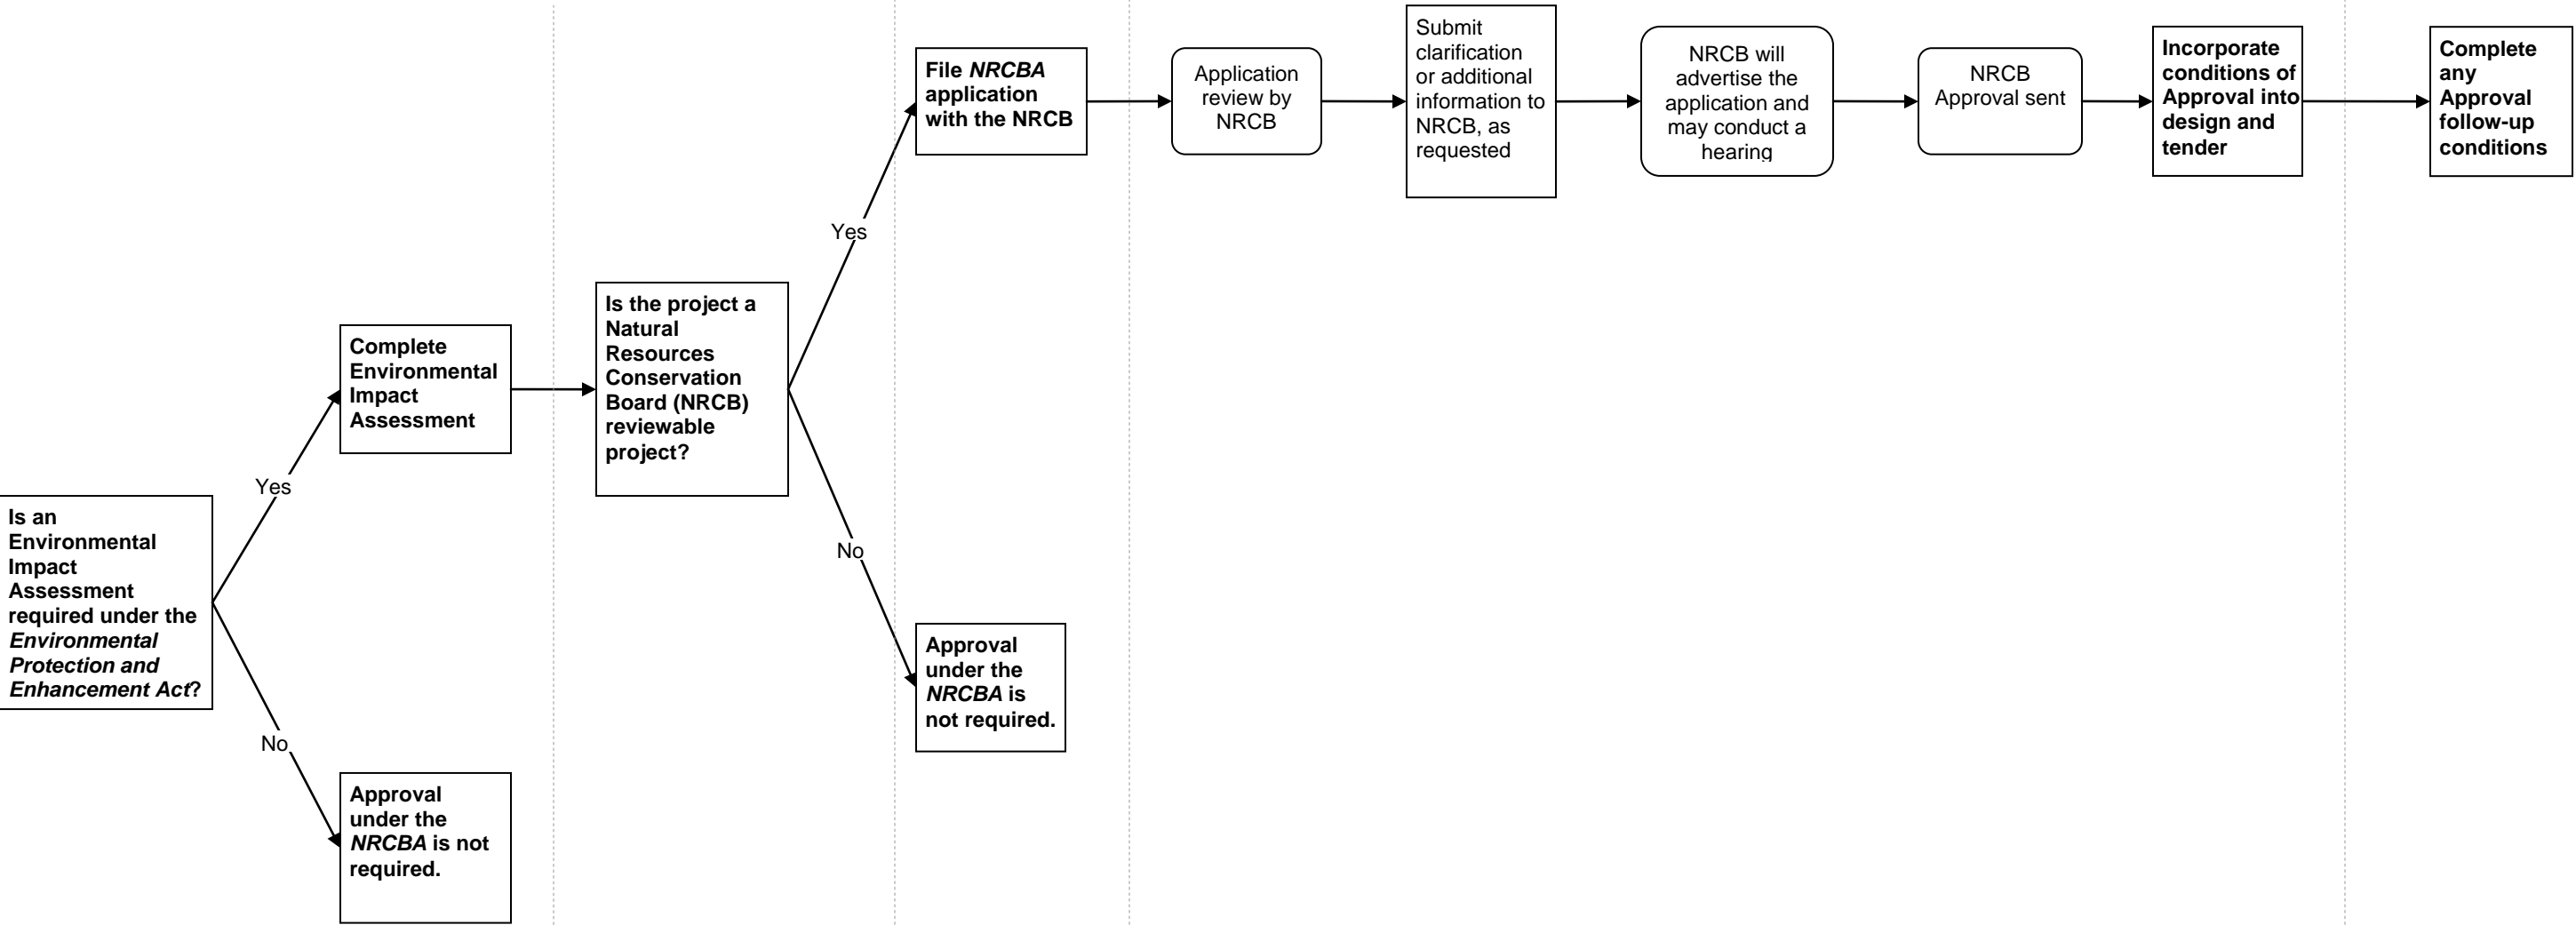 Is an
Environmental
Impact
Assessment
required under the
Environmental
Protection and
Enhancement Act?
Yes
No
Complete
Environmental
Impact
Assessment
Approval
under the
NRCBA is not
required.
Is the project a
Natural
Resources
Conservation
Board (NRCB)
reviewable
project?
Yes
No
File NRCBA
application
with the NRCB
Approval
under the
NRCBA is
not required.
Application
review by
NRCB
Submit
clarification
or additional
information to
NRCB, as
requested
NRCB will
advertise the
application and
may conduct a
hearing
NRCB
Approval sent
Incorporate
conditions of
Approval into
design and
tender
Complete
any
Approval
follow-up
conditions